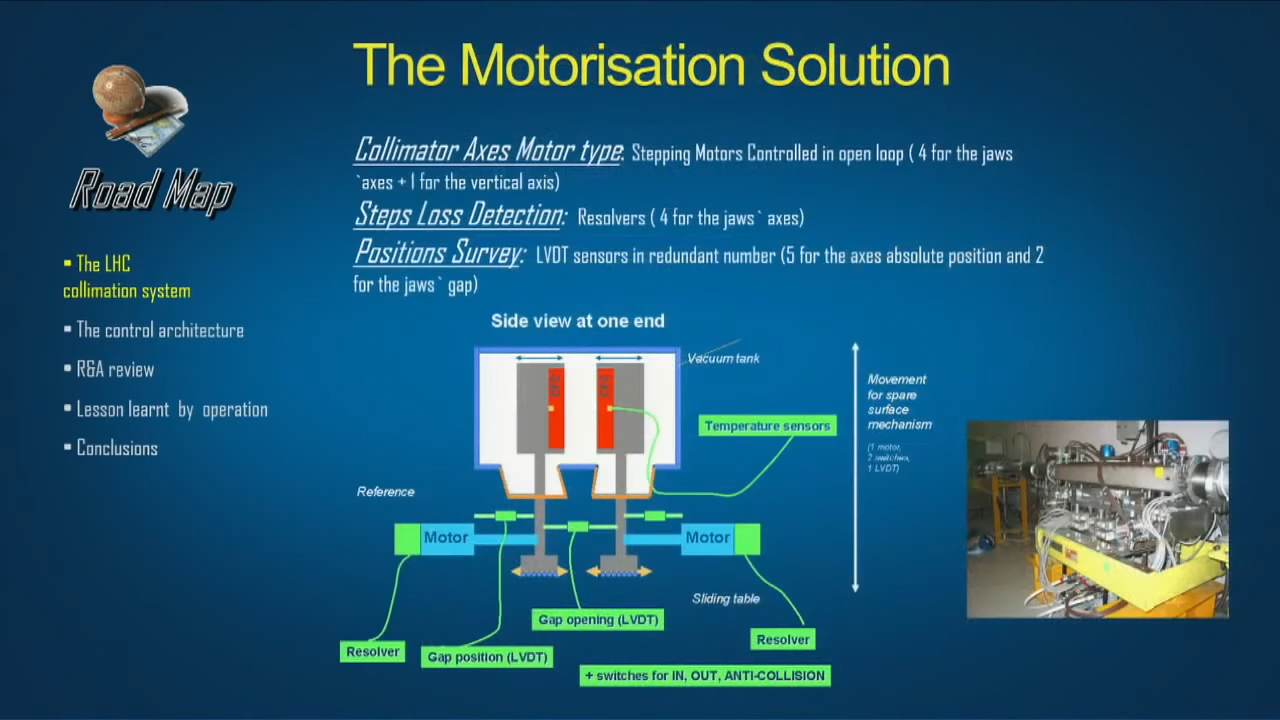 The Motorisation Solution
Road Map
▪ The LHC
collimation system
▪ The control architecture
▪ R&A review
▪ Lesson learnt by operation
▪ Conclusions
Collimator Axes Motor type: Stepping Motors Controlled in open loop ( 4 for the jaws
`axes + 1 for the vertical axis)
Steps Loss Detection: Resolvers ( 4 for the jaws` axes)
Positions Survey: LVDT sensors in redundant number (5 for the axes absolute position and 2
for the jaws` gap)
Side view at one end
Vacuum tank
CFC
CFC
Temperature sensors
Movement
for spare
surface
mechanism
(1 motor,
2 switches,
1 LVDT)
Reference
Motor
Motor
Sliding table
Gap opening (LVDT)
Resolver
Resolver
Gap position (LVDT)
+ switches for IN, OUT, ANTI-COLLISION